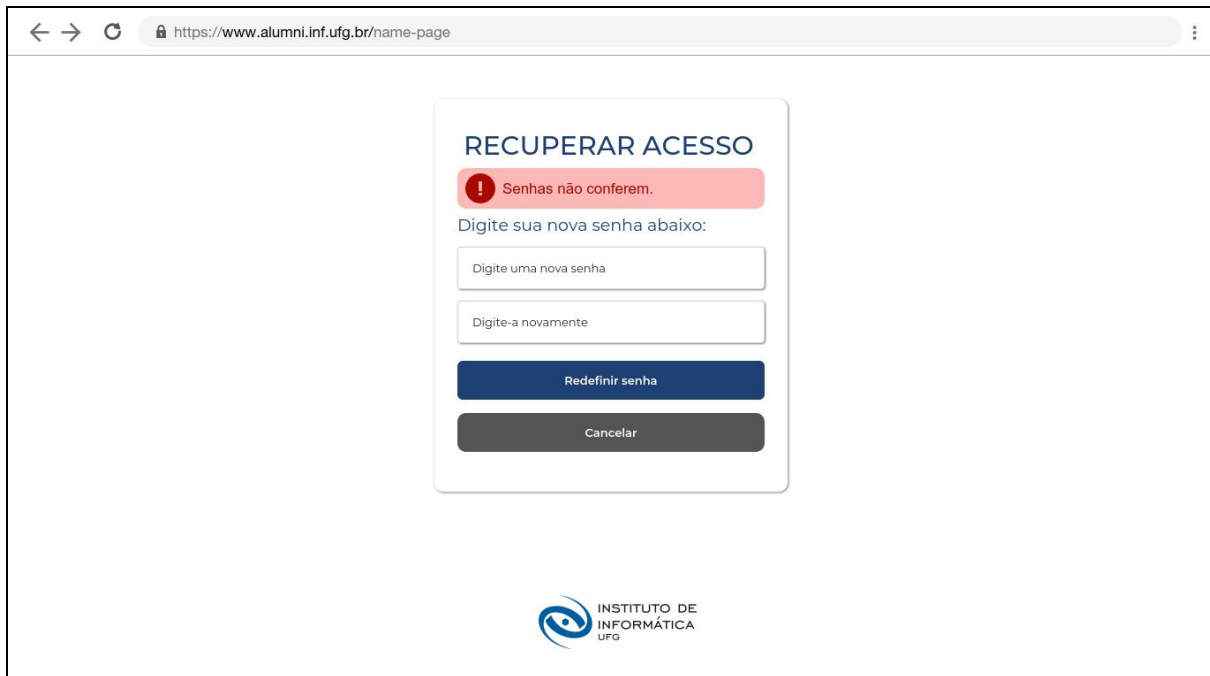 https://www.alumni.inf.ufg.br/name-page
RECUPERAR ACESSO
! Senhas não conferem.
Digite sua nova senha abaixo:
Digite uma nova senha
Digite-a novamente
Redefinir senha
Cancelar
INSTITUTO DE
INFORMÁTICA
UFG